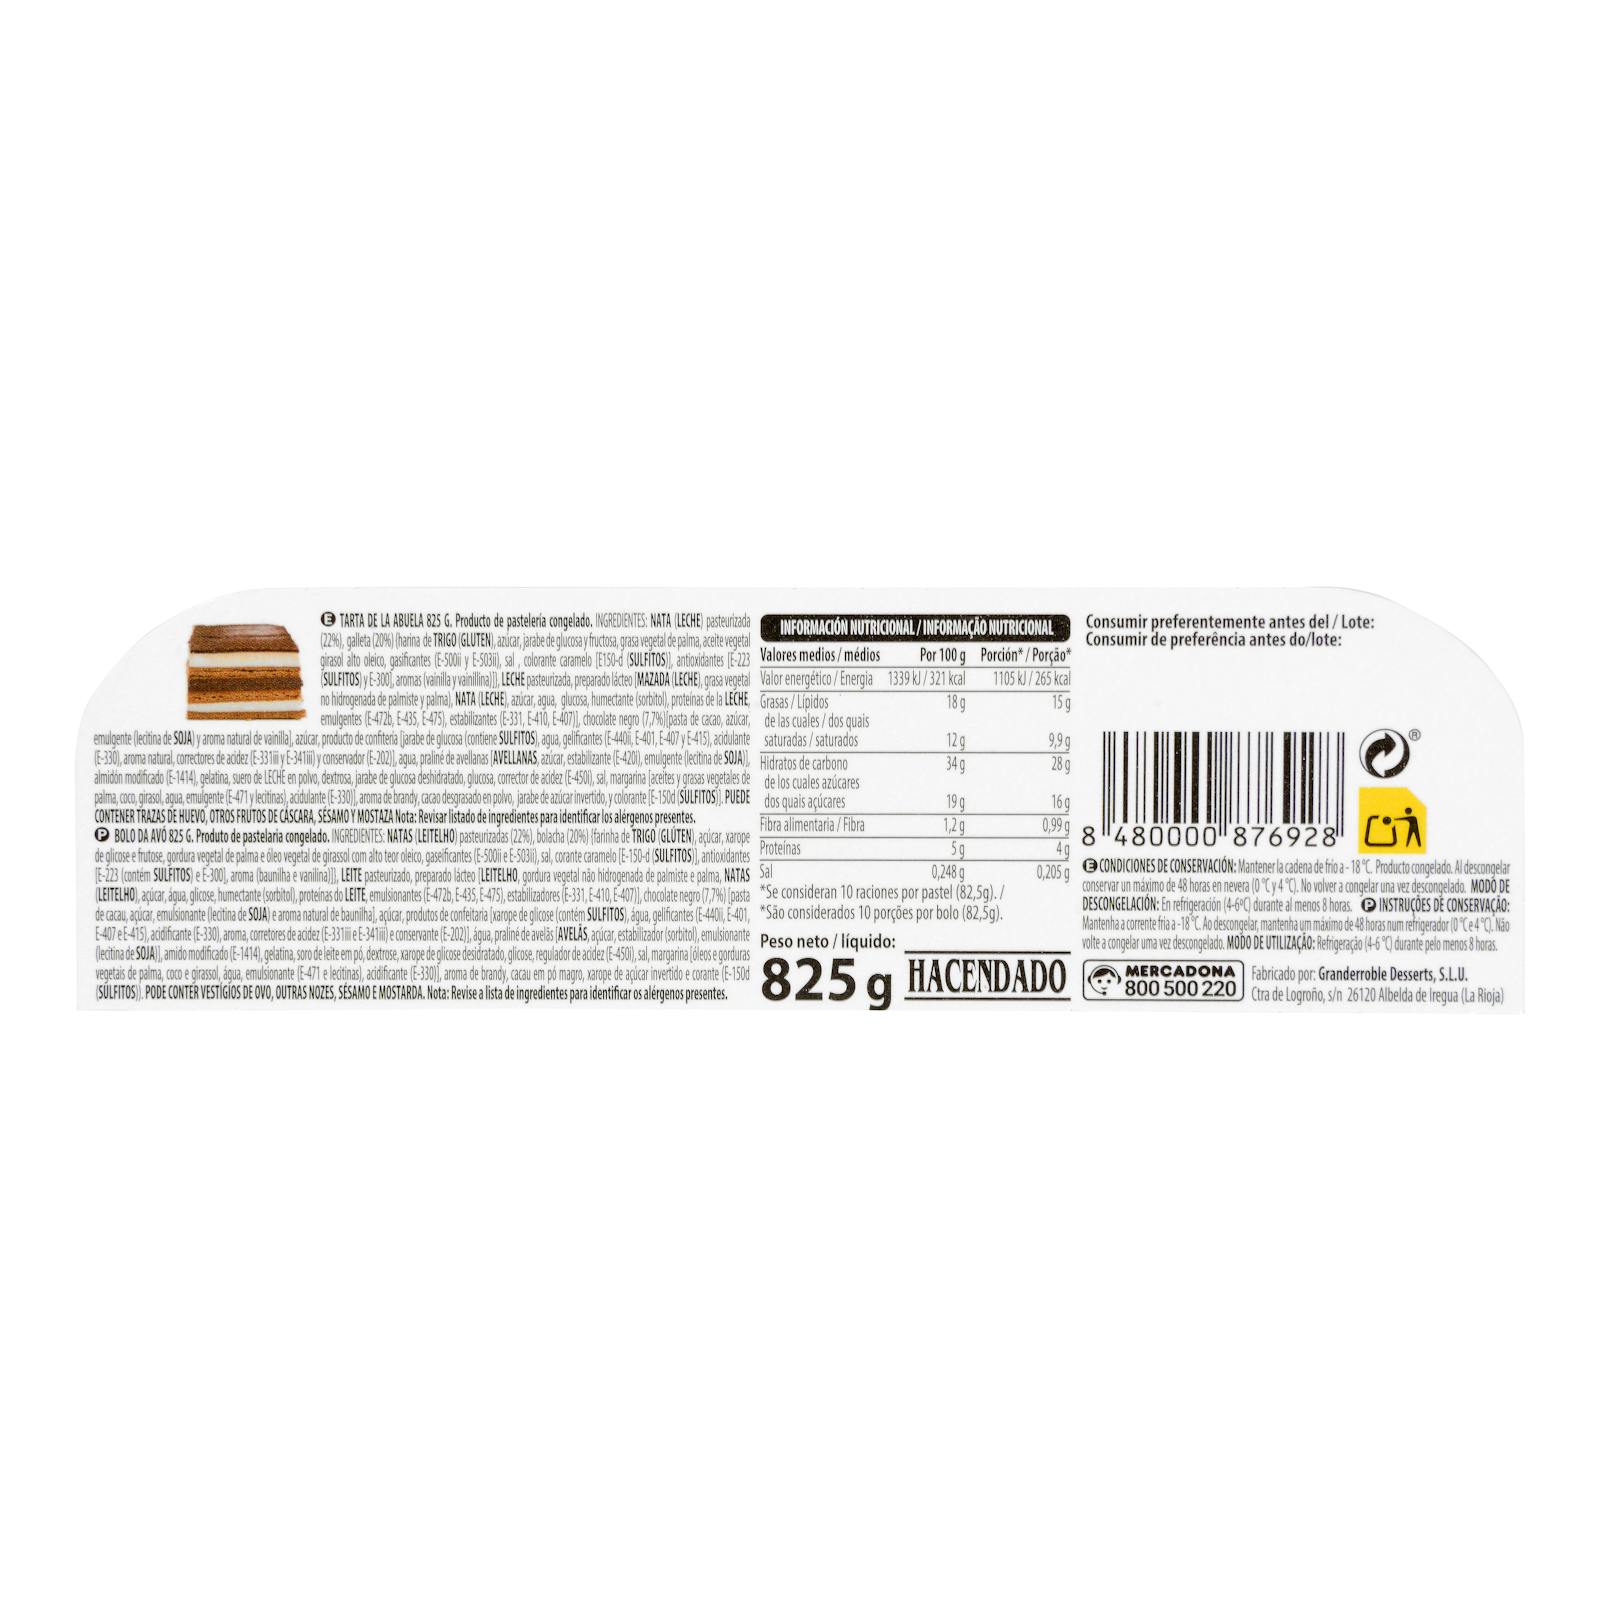 E TARTA DE LA ABUELA 825 G. Producto de pastelería congelado. INGREDIENTES: NATA (LECHE) pasteurizada
(22%), galleta (20%) (harina de TRIGO (GLUTEN), azúcar, jarabe de glucosa y fructosa, grasa vegetal de palma, aceite vegetal
girasol alto oleico, gasificantes (E-500ii y E-503ii), sal , colorante caramelo [E150-d (SULFITOS)], antioxidantes [E-223
(SULFITOS) y E-300], aromas (vainilla y vainillina)}], LECHE pasteurizada, preparado lácteo [MAZADA (LECHE), grasa vegetal
no hidrogenada de palmiste y palma), NATA (LECHE), azúcar, agua, glucosa, humectante (sorbitol), proteínas de la LECHE,
emulgentes (E-472b, E-435, E-475), estabilizantes (E-331, E-410, E-407)], chocolate negro (7,7%)[pasta de cacao, azúcar,
emulgente (lecitina de SOJA) y aroma natural de vainilla], azúcar, producto de confitería [jarabe de glucosa (contiene SULFITOS), agua, gelificantes (E-440ii, E-401, E-407 y E-415), acidulante
(E-330), aroma natural, correctores de acidez (E-331iii y E-341iii) y conservador (E-202)], agua, praliné de avellanas [AVELLANAS, azúcar, estabilizante (E-420i), emulgente (lecitina de SOJA)],
almidón modificado (E-1414), gelatina, suero de LECHE en polvo, dextrosa, jarabe de glucosa deshidratado, glucosa, corrector de acidez (E-450i), sal, margarina [aceites y grasas vegetales de
palma, coco, girasol, agua, emulgente (E-471 y lecitinas), acidulante (E-330)], aroma de brandy, cacao desgrasado en polvo, jarabe de azúcar invertido, y colorante [E-150d (SULFITOS)]. PUEDE
CONTENER TRAZAS DE HUEVO, OTROS FRUTOS DE CÁSCARA, SÉSAMO Y MOSTAZA Nota: Revisar listado de ingredientes para identificar los alérgenos presentes.
P BOLO DA AVÓ 825 G. Produto de pastelaria congelado. INGREDIENTES: NATAS (LEITELHO) pasteurizadas (22%), bolacha (20%) {farinha de TRIGO (GLÚTEN), açúcar, xarope
de glicose e frutose, gordura vegetal de palma e óleo vegetal de girassol com alto teor oleico, gaseificantes (E-500ii e E-503ii), sal, corante caramelo [E-150-d (SULFITOS)], antioxidantes
[E-223 (contém SULFITOS) e E-300], aroma (baunilha e vanilina)]}, LEITE pasteurizado, preparado lácteo [LEITELHO, gordura vegetal não hidrogenada de palmiste e palma, NATAS
(LEITELHO), açúcar, água, glicose, humectante (sorbitol), proteínas do LEITE, emulsionantes (E-472b, E-435, E-475), estabilizadores (E-331, E-410, E-407)], chocolate negro (7,7%) [pasta
de cacau, açúcar, emulsionante (lecitina de SOJA) e aroma natural de baunilha], açúcar, produtos de confeitaria [xarope de glicose (contém SULFITOS), água, gelificantes (E-440ii, E-401,
E-407 e E-415), acidificante (E-330), aroma, corretores de acidez (E-331iii e E-341iii) e conservante (E-202)], água, praliné de avelãs [AVELÃS, açúcar, estabilizador (sorbitol), emulsionante
(lecitina de SOJA)], amido modificado (E-1414), gelatina, soro de leite em pó, dextrose, xarope de glicose desidratado, glicose, regulador de acidez (E-450i), sal, margarina [óleos e gorduras
vegetais de palma, coco e girassol, água, emulsionante (E-471 e lecitinas), acidificante (E-330)], aroma de brandy, cacau em pó magro, xarope de açúcar invertido e corante (E-150d
(SULFITOS)]. PODE CONTER VESTÍGIOS DE OVO, OUTRAS NOZES, SÉSAMO E MOSTARDA. Nota: Revise a lista de ingredientes para identificar os alérgenos presentes.
INFORMACIÓN NUTRICIONAL / INFORMAÇÃO NUTRICIONAL
Valores medios / médios Por 100 g Porción* / Porção*
Valor energético / Energia 1339 kJ / 321 kcal 1105 kJ / 265 kcal
Grasas / Lípidos 18 g 15 g
de las cuales / dos quais
saturadas / saturados 12 g 9,9 g
Hidratos de carbono 34 g 28 g
de los cuales azúcares
dos quais açúcares 19 g 16 g
Fibra alimentaria / Fibra 1,2 g 0,99 g
Proteínas 5 g 4 g
Sal 0,248 g 0,205 g
*Se consideran 10 raciones por pastel (82,5g). /
*São considerados 10 porções por bolo (82,5g).
Peso neto / líquido:
825 g HACENDADO
Consumir preferentemente antes del / Lote:
Consumir de preferência antes do/lote:
®
8 480000 876928
E CONDICIONES DE CONSERVACIÓN: Mantener la cadena de frio a - 18 °C. Producto congelado. Al descongelar
conservar un máximo de 48 horas en nevera (0 °C y 4 °C). No volver a congelar una vez descongelado. MODO DE
DESCONGELACIÓN: En refrigeración (4-6ºC) durante al menos 8 horas. P INSTRUÇÕES DE CONSERVAÇÃO:
Mantenha a corrente fria a - 18 °C. Ao descongelar, mantenha um máximo de 48 horas num refrigerador (0 °C e 4 °C). Não
volte a congelar uma vez descongelado. MODO DE UTILIZAÇÃO: Refrigeração (4-6 °C) durante pelo menos 8 horas.
MERCADONA
800 500 220
Fabricado por: Granderroble Desserts, S.L.U.
Ctra de Logroño, s/n 26120 Albelda de Iregua (La Rioja)